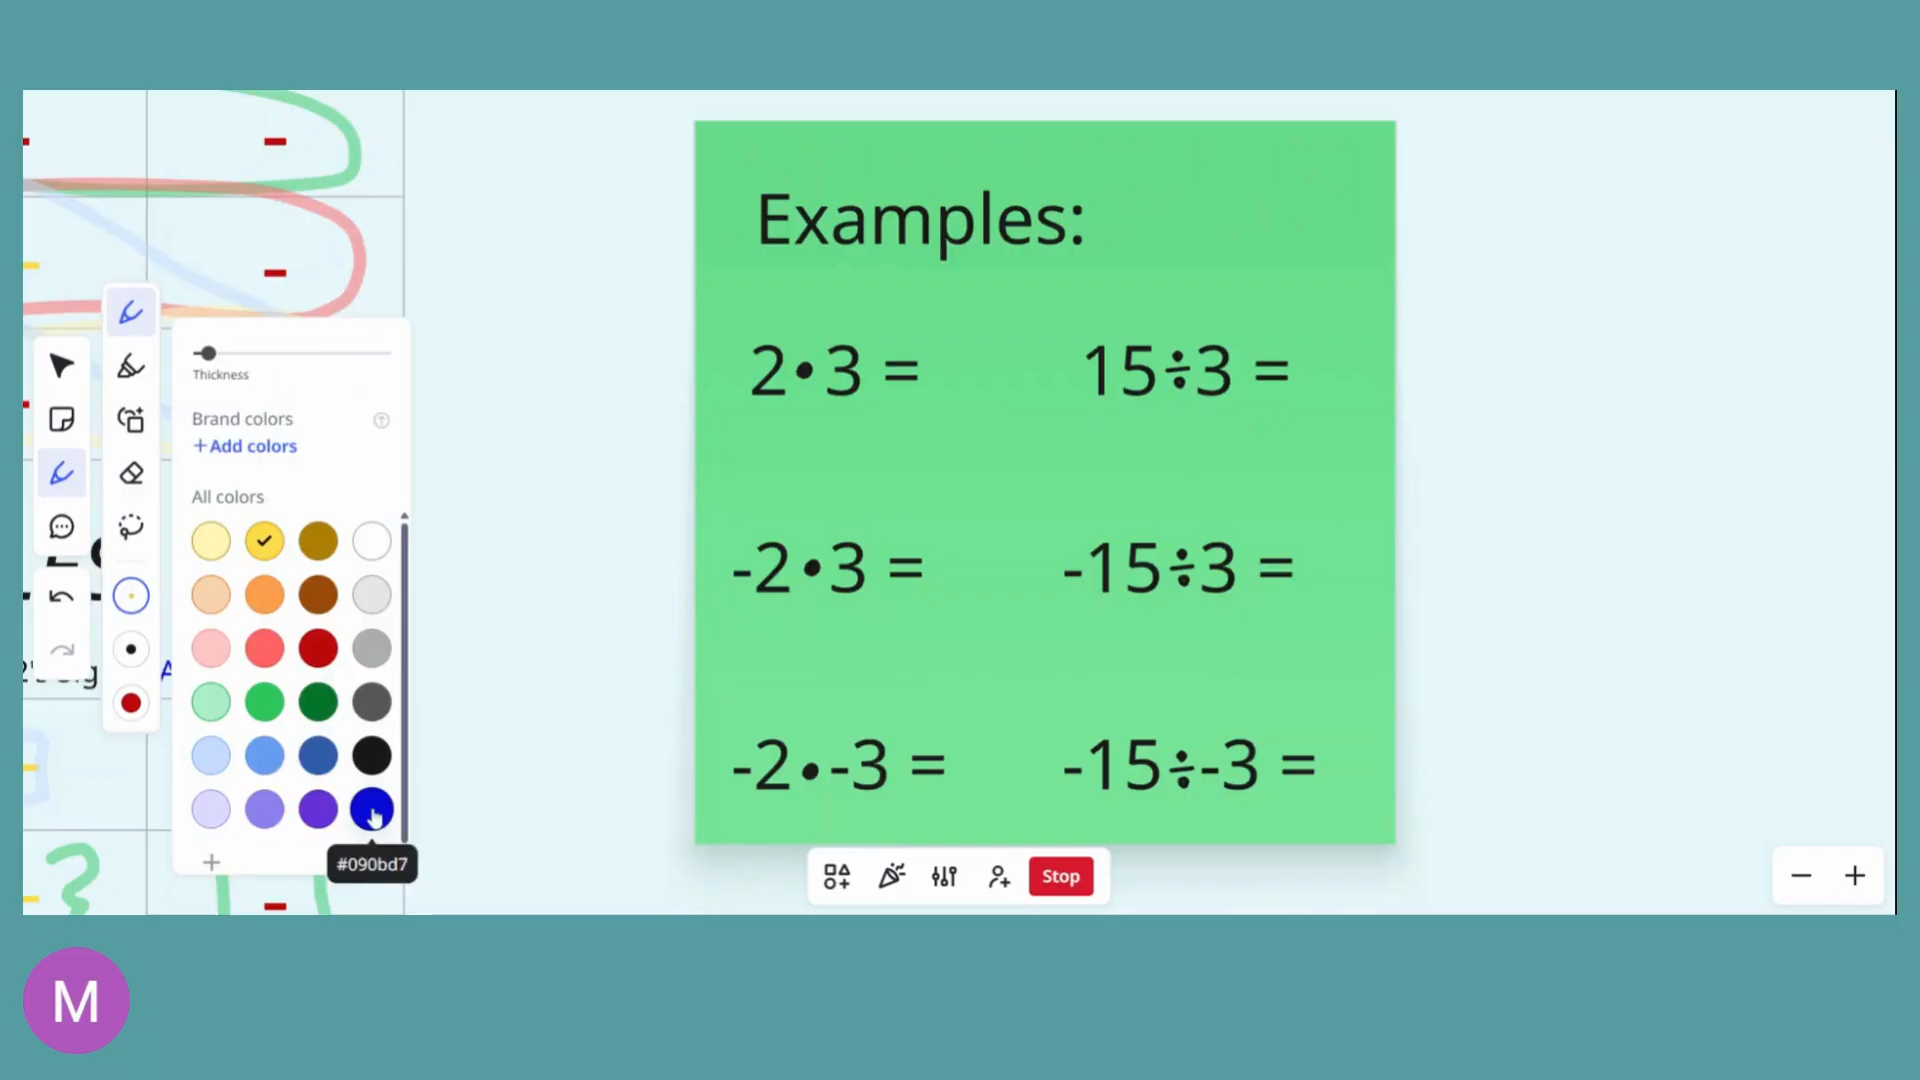 Examples:
2•3 =
15÷3 =
-2•3 =
-15÷3 =
-2•-3 =
-15÷-3 =
Thickness
Brand colors
+Add colors
All colors
#090bd7
Stop
M